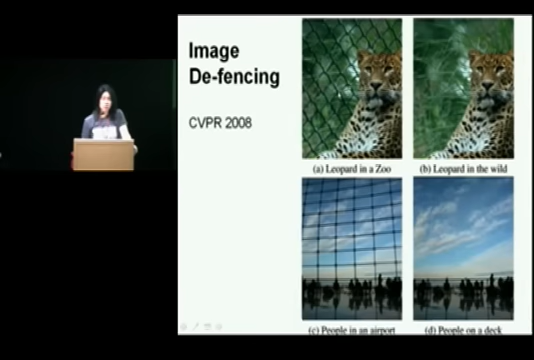 Image
De-fencing
CVPR 2008
(a) Leopard in a Zoo
(b) Leopard in the wild
(c) People in an airport
(d) People on a deck